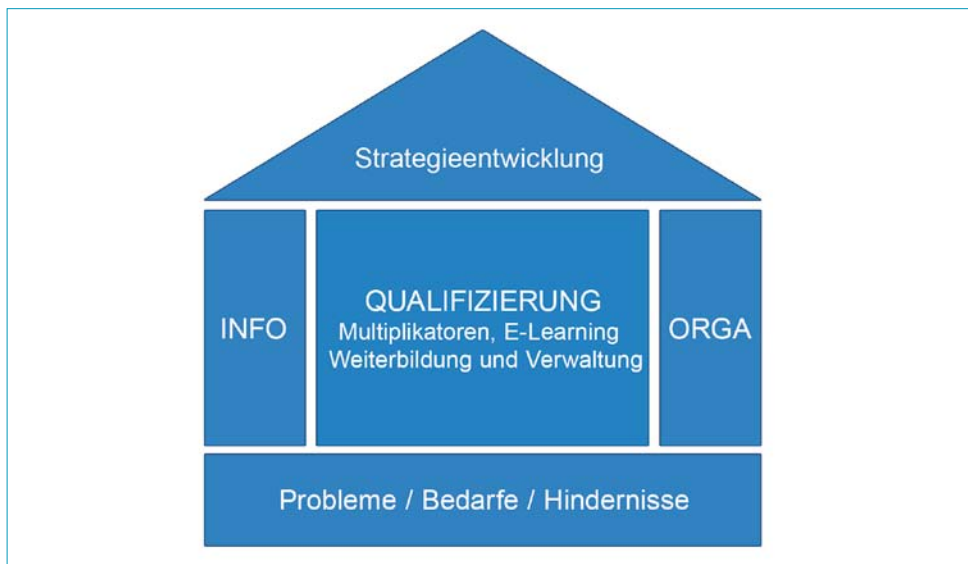 Strategieentwicklung
INFO
QUALIFIZIERUNG
Multiplikatoren, E-Learning
Weiterbildung und Verwaltung
ORGA
Probleme / Bedarfe / Hindernisse